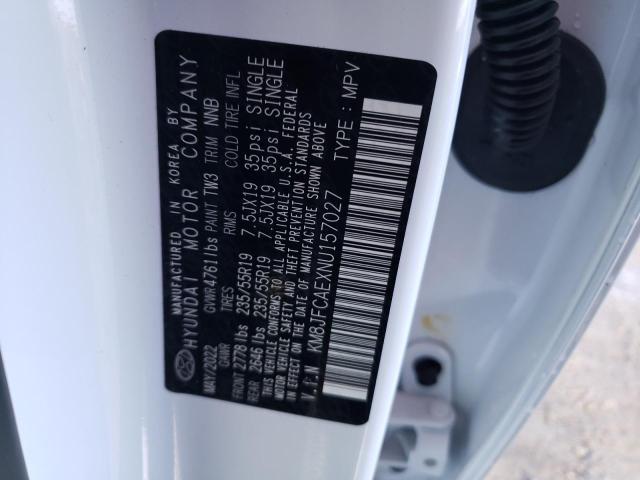 MANUFACTURED IN KOREA BY
HYUNDAI MOTOR COMPANY
MAY/2022 GVWR 4761 lbs PAINT TW3 TRIM NNB
GAWR TIRES RIMS COLD TIRE INFL
FRONT 2778 lbs 235/55R19 7.5JX19 35psi SINGLE
REAR 2646 lbs 235/55R19 7.5JX19 35psi SINGLE
THIS VEHICLE CONFORMS TO ALL APPLICABLE U.S.A. FEDERAL
MOTOR VEHICLE SAFETY, BUMPER AND THEFT
PREVENTION STANDARDS
IN EFFECT ON THE DATE OF MANUFACTURE SHOWN ABOVE
V.I.N KM8JFCAEXNU157027 TYPE : MPV